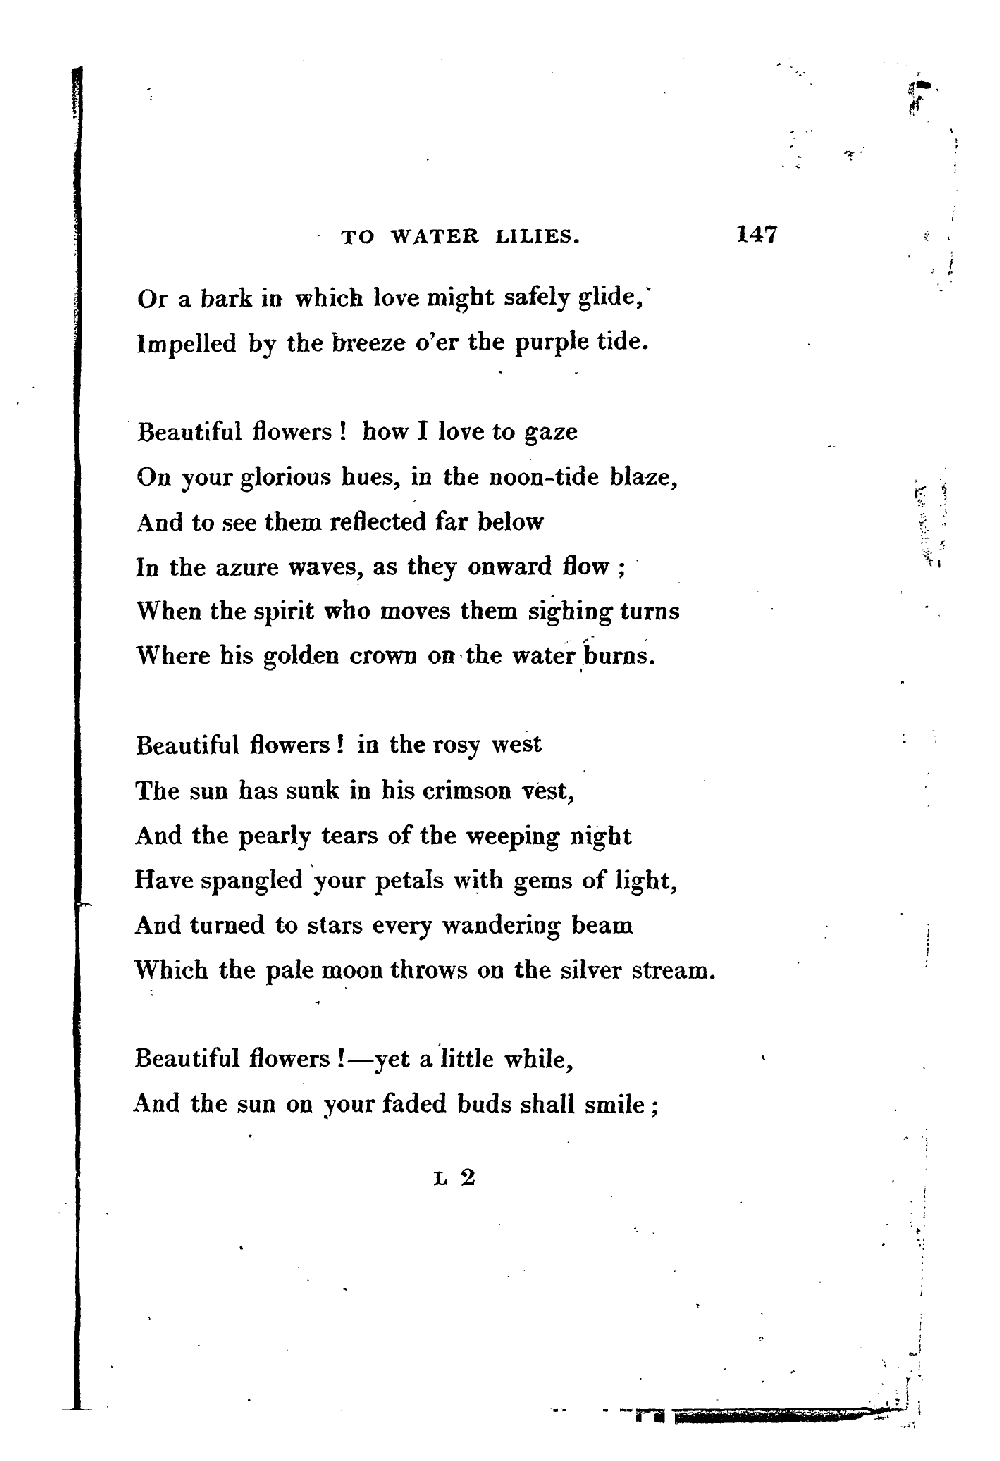 TO WATER LILIES. 147
Or a bark in which love might safely glide,
Impelled by the breeze o'er the purple tide.
Beautiful flowers ! how I love to gaze
On your glorious hues, in the noon-tide blaze,
And to see them reflected far below
In the azure waves, as they onward flow ;
When the spirit who moves them sighing turns
Where his golden crown on the water burns.
Beautiful flowers ! in the rosy west
The sun has sunk in his crimson vest,
And the pearly tears of the weeping night
Have spangled your petals with gems of light,
And turned to stars every wandering beam
Which the pale moon throws on the silver stream.
Beautiful flowers !—yet a little while,
And the sun on your faded buds shall smile ;
L 2